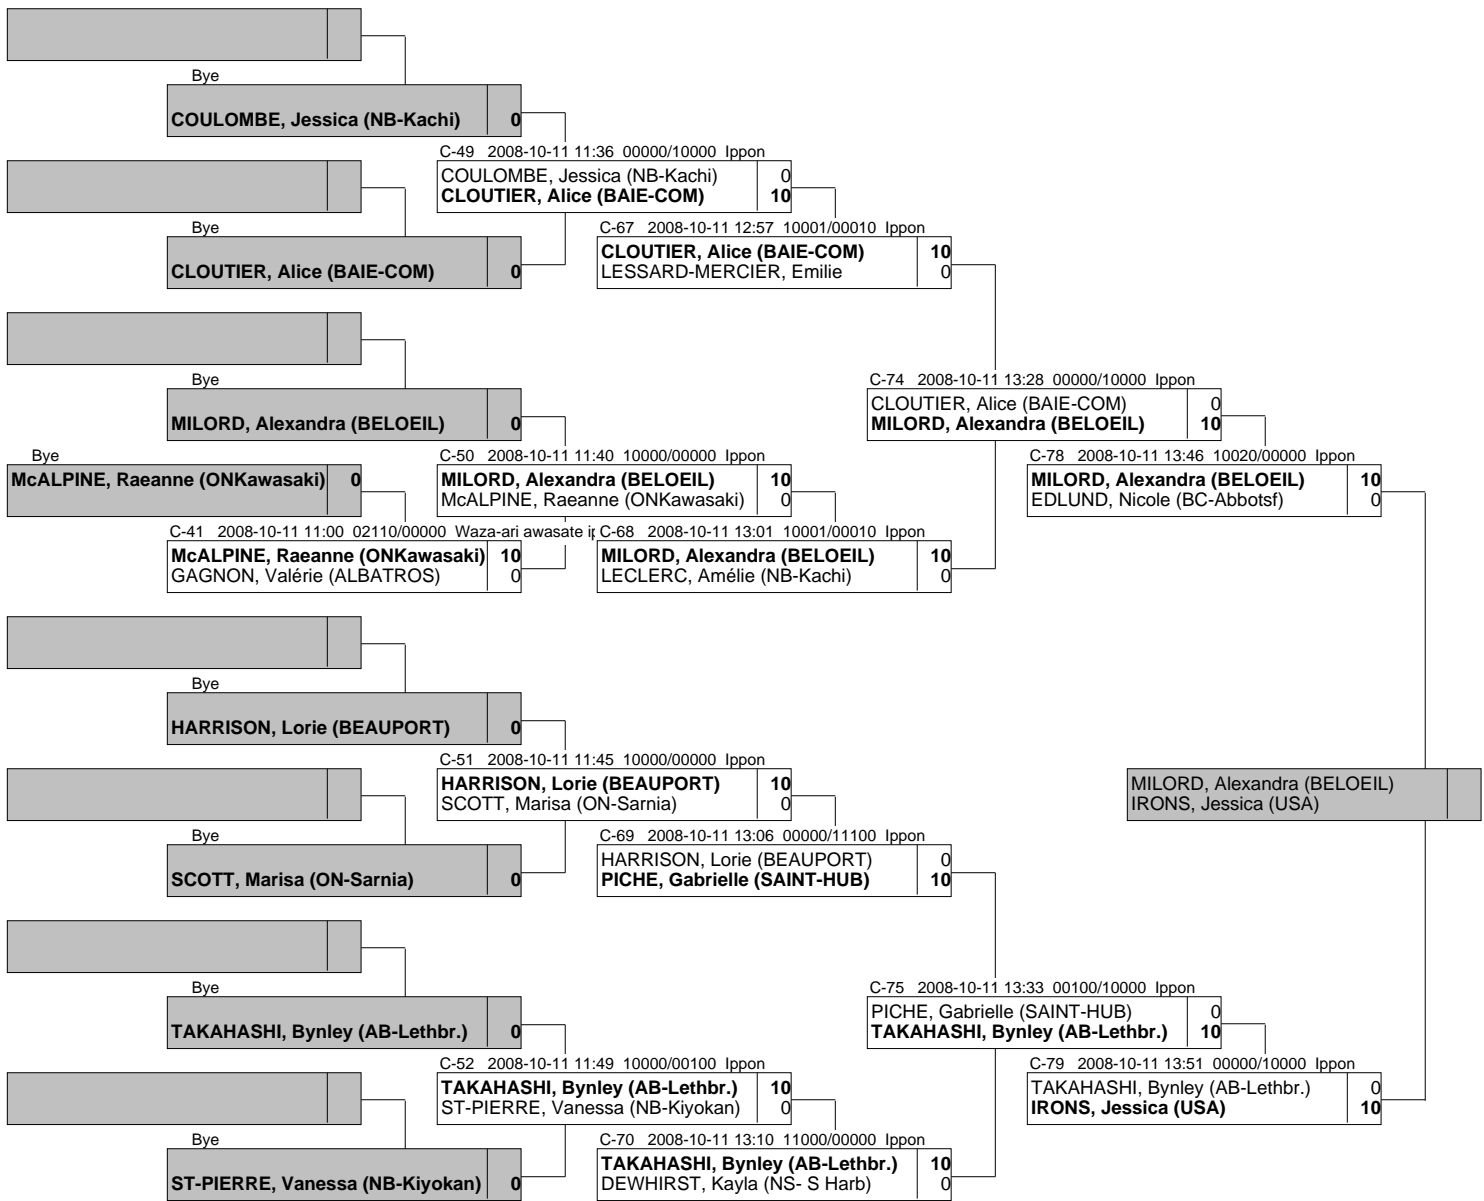 Bye
COULOMBE, Jessica (NB-Kachi) 0
C-49 2008-10-11 11:36 00000/10000 Ippon
COULOMBE, Jessica (NB-Kachi) 0
CLOUTIER, Alice (BAIE-COM) 10
Bye
CLOUTIER, Alice (BAIE-COM) 0
C-67 2008-10-11 12:57 10001/00010 Ippon
CLOUTIER, Alice (BAIE-COM) 10
LESSARD-MERCIER, Emilie 0
Bye
MILORD, Alexandra (BELOEIL) 0
C-74 2008-10-11 13:28 00000/10000 Ippon
CLOUTIER, Alice (BAIE-COM) 0
MILORD, Alexandra (BELOEIL) 10
Bye
McALPINE, Raeanne (ONKawasaki) 0
C-50 2008-10-11 11:40 10000/00000 Ippon
MILORD, Alexandra (BELOEIL) 10
McALPINE, Raeanne (ONKawasaki) 0
C-78 2008-10-11 13:46 10020/00000 Ippon
MILORD, Alexandra (BELOEIL) 10
EDLUND, Nicole (BC-Abbotsf) 0
C-41 2008-10-11 11:00 02110/00000 Waza-ari awasate ip
McALPINE, Raeanne (ONKawasaki) 10
GAGNON, Valérie (ALBATROS) 0
C-68 2008-10-11 13:01 10001/00010 Ippon
MILORD, Alexandra (BELOEIL) 10
LECLERC, Amélie (NB-Kachi) 0
Bye
HARRISON, Lorie (BEAUPORT) 0
C-51 2008-10-11 11:45 10000/00000 Ippon
HARRISON, Lorie (BEAUPORT) 10
SCOTT, Marisa (ON-Sarnia) 0
MILORD, Alexandra (BELOEIL)
IRONS, Jessica (USA)
Bye
SCOTT, Marisa (ON-Sarnia) 0
C-69 2008-10-11 13:06 00000/11100 Ippon
HARRISON, Lorie (BEAUPORT) 0
PICHE, Gabrielle (SAINT-HUB) 10
Bye
TAKAHASHI, Bynley (AB-Lethbr.) 0
C-75 2008-10-11 13:33 00100/10000 Ippon
PICHE, Gabrielle (SAINT-HUB) 0
TAKAHASHI, Bynley (AB-Lethbr.) 10
C-52 2008-10-11 11:49 10000/00100 Ippon
TAKAHASHI, Bynley (AB-Lethbr.) 10
ST-PIERRE, Vanessa (NB-Kiyokan) 0
C-79 2008-10-11 13:51 00000/10000 Ippon
TAKAHASHI, Bynley (AB-Lethbr.) 0
IRONS, Jessica (USA) 10
Bye
ST-PIERRE, Vanessa (NB-Kiyokan) 0
C-70 2008-10-11 13:10 11000/00000 Ippon
TAKAHASHI, Bynley (AB-Lethbr.) 10
DEWHIRST, Kayla (NS- S Harb) 0